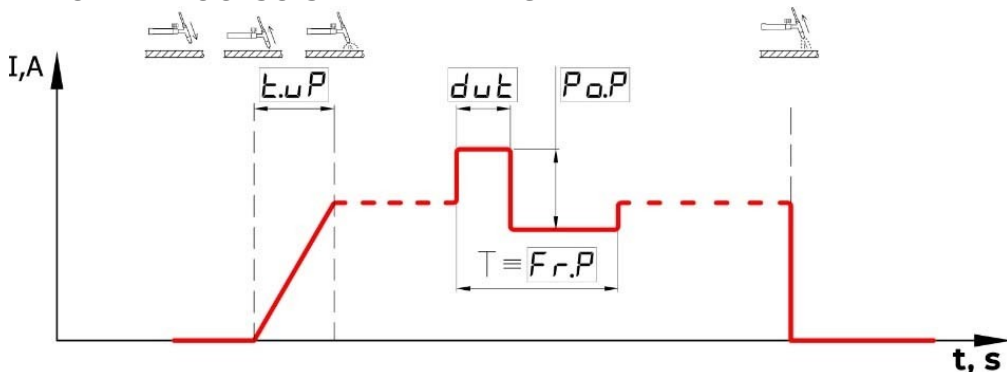 I,A
t.uP
dut
Po.P
T ≡ Fr.P
t, s